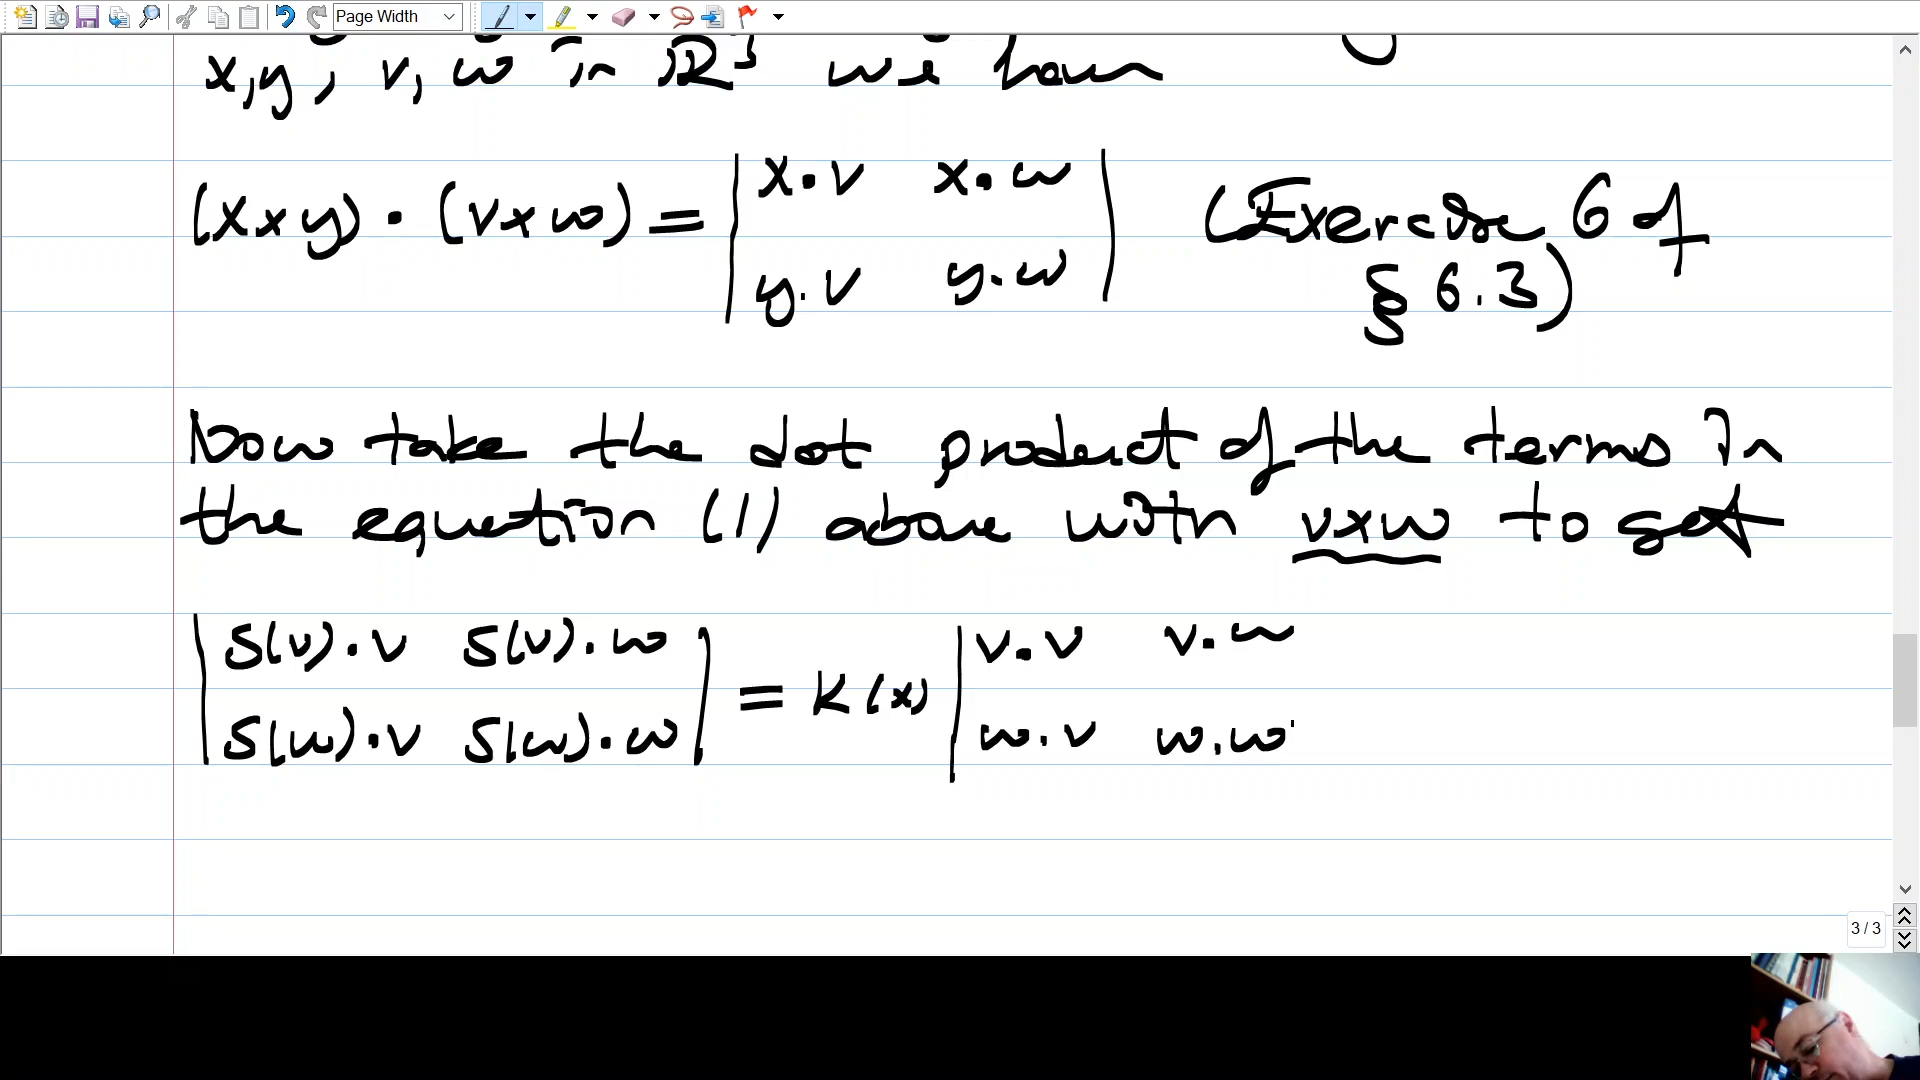 Page Width
x,y, v, w in R³ we have
(x×y)·(v×w) = | x·v x·w | (Exercise 6 of
| y·v y·w | § 6.3)
Now take the dot product of the terms in
the equation (1) above with v×w to get
| S(v)·v S(v)·w | = K(x) | v·v v·w
| S(w)·v S(w)·w | | w·v w·w
3 / 3